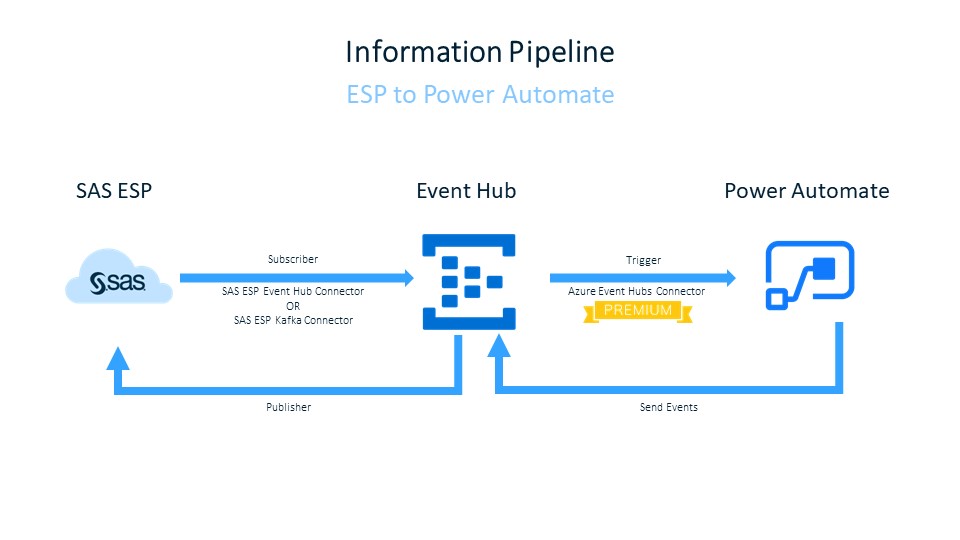 Information Pipeline
ESP to Power Automate
SAS ESP
Event Hub
Power Automate
sas
Subscriber
SAS ESP Event Hub Connector
OR
SAS ESP Kafka Connector
Trigger
Azure Event Hubs Connector
PREMIUM
Publisher
Send Events